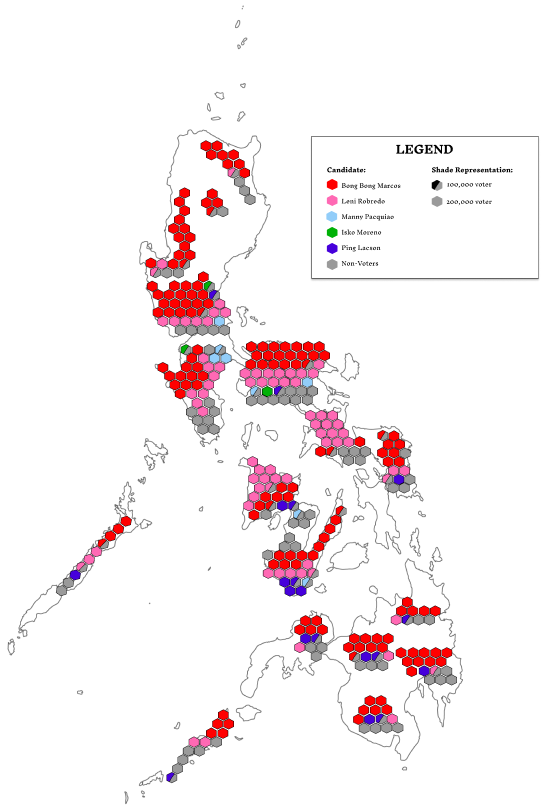 LEGEND
Candidate:
Shade Representation:
Bong Bong Marcos
100,000 voter
Leni Robredo
200,000 voter
Manny Pacquiao
Isko Moreno
Ping Lacson
Non-Voters